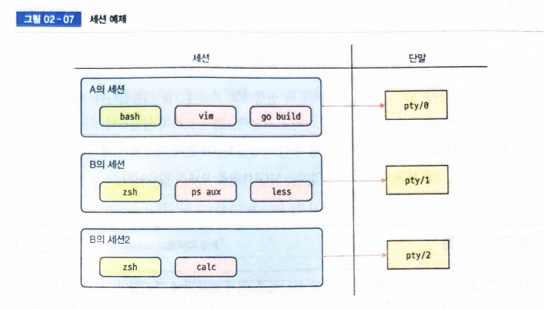 그림 02-07 세션 예제
세션 단말
A의 세션
bash vim go build pty/0
B의 세션
zsh ps aux less pty/1
B의 세션2
zsh calc pty/2